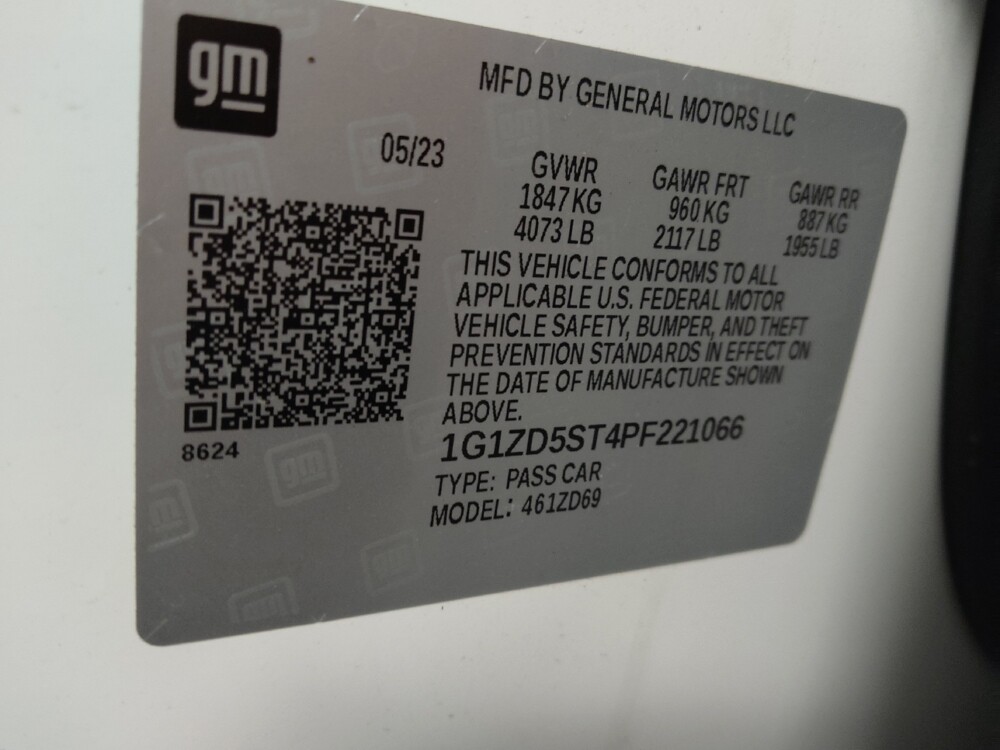 gm
MFD BY GENERAL MOTORS LLC
05/23
GVWR GAWR FRT GAWR RR
1847 KG 960 KG 887 KG
4073 LB 2117 LB 1955 LB
THIS VEHICLE CONFORMS TO ALL
APPLICABLE U.S. FEDERAL MOTOR
VEHICLE SAFETY, BUMPER, AND THEFT
PREVENTION STANDARDS IN EFFECT ON
THE DATE OF MANUFACTURE SHOWN
ABOVE.
1G1ZD5ST4PF221066
8624
TYPE: PASS CAR
MODEL: 461ZD69